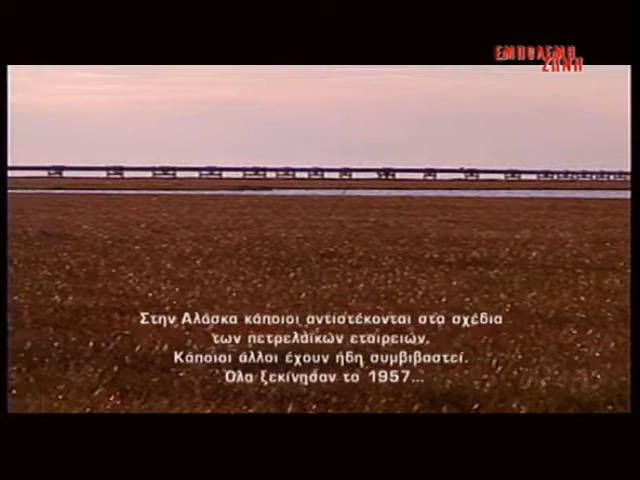 ΕΜΠΟΛΕΜΗ
ΖΩΝΗ
Στην Αλάσκα κάποιοι αντιστέκονται στα σχέδια
των πετρελαϊκών εταιρειών.
Κάποιοι άλλοι έχουν ήδη συμβιβαστεί.
Όλα ξεκίνησαν το 1957...